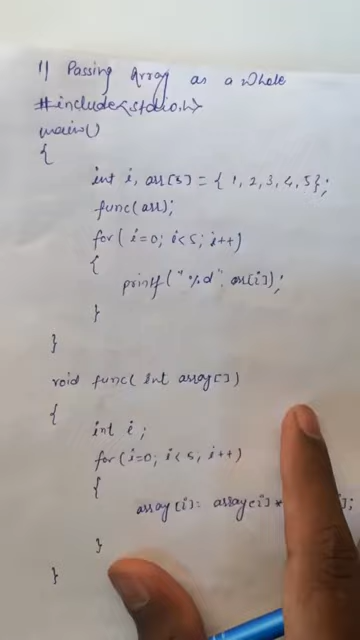 // Passing Array as a whole
#include<stdio.h>
main()
{
int i, arr[5] = { 1, 2, 3, 4, 5};
func(arr);
for( i=0; i<5; i++)
{
printf("%d". arr[i]);
}
}
void func( int array[])
{
int i;
for(i=0; i<5; i++)
{
array[i]: array[i]* i];
}
}